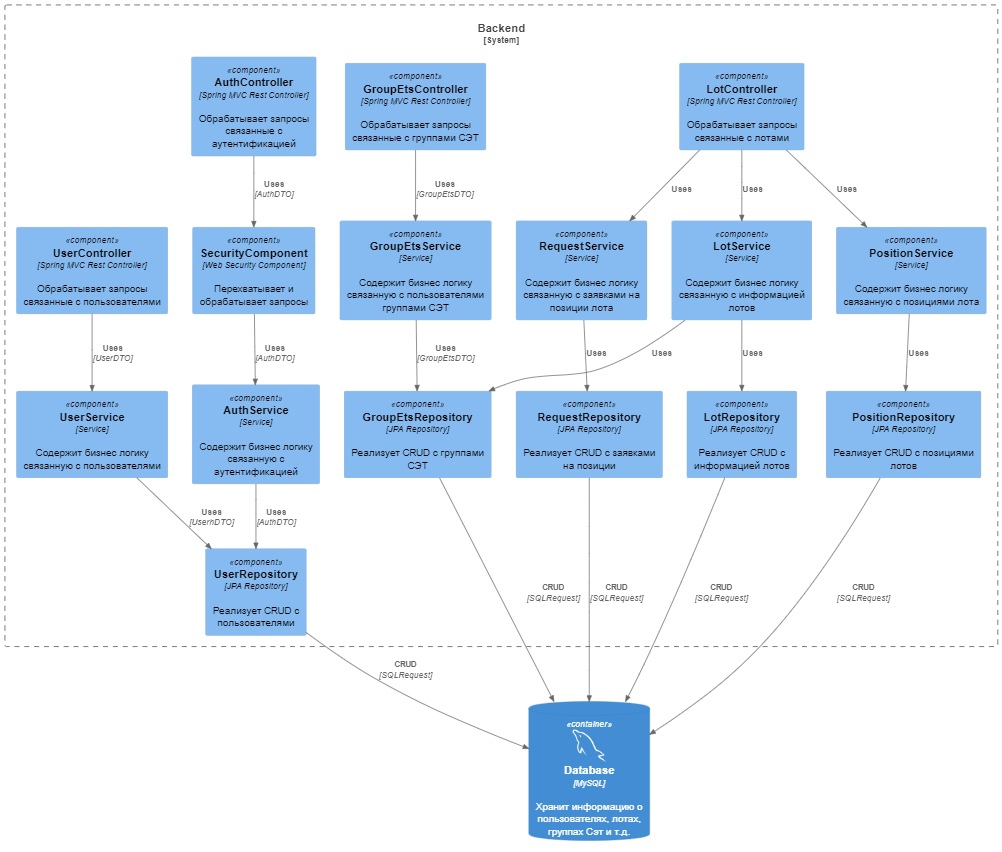 Backend
[System]
«component»
AuthController
[Spring MVC Rest Controller]
Обрабатывает запросы
связанные с
аутентификацией
«component»
GroupEtsController
[Spring MVC Rest Controller]
Обрабатывает запросы
связанные с группами СЭТ
«component»
LotController
[Spring MVC Rest Controller]
Обрабатывает запросы
связанные с лотами
Uses
[AuthDTO]
Uses
[GroupEtsDTO]
Uses
Uses
Uses
«component»
UserController
[Spring MVC Rest Controller]
Обрабатывает запросы
связанные с пользователями
«component»
SecurityComponent
[Web Security Component]
Перехватывает и
обрабатывает запросы
«component»
GroupEtsService
[Service]
Содержит бизнес логику
связанную с пользователями
группами СЭТ
«component»
RequestService
[Service]
Содержит бизнес логику
связанную с заявками на
позиции лота
«component»
LotService
[Service]
Содержит бизнес логику
связанную с информацией
лотов
«component»
PositionService
[Service]
Содержит бизнес логику
связанную с позициями лота
Uses
[UserDTO]
Uses
[AuthDTO]
Uses
[GroupEtsDTO]
Uses
Uses
Uses
Uses
«component»
UserService
[Service]
Содержит бизнес логику
связанную с пользователями
«component»
AuthService
[Service]
Содержит бизнес логику
связанную с
аутентификацией
«component»
GroupEtsRepository
[JPA Repository]
Реализует CRUD с группами
СЭТ
«component»
RequestRepository
[JPA Repository]
Реализует CRUD с заявками
на позиции
«component»
LotRepository
[JPA Repository]
Реализует CRUD с
информацией лотов
«component»
PositionRepository
[JPA Repository]
Реализует CRUD с позициями
лотов
Uses
[UserhDTO]
Uses
[AuthDTO]
«component»
UserRepository
[JPA Repository]
Реализует CRUD с
пользователями
CRUD
[SQLRequest]
CRUD
[SQLRequest]
CRUD
[SQLRequest]
CRUD
[SQLRequest]
CRUD
[SQLRequest]
«container»
Database
[MySQL]
Хранит информацию о
пользователях, лотах,
группах Сэт и т.д.